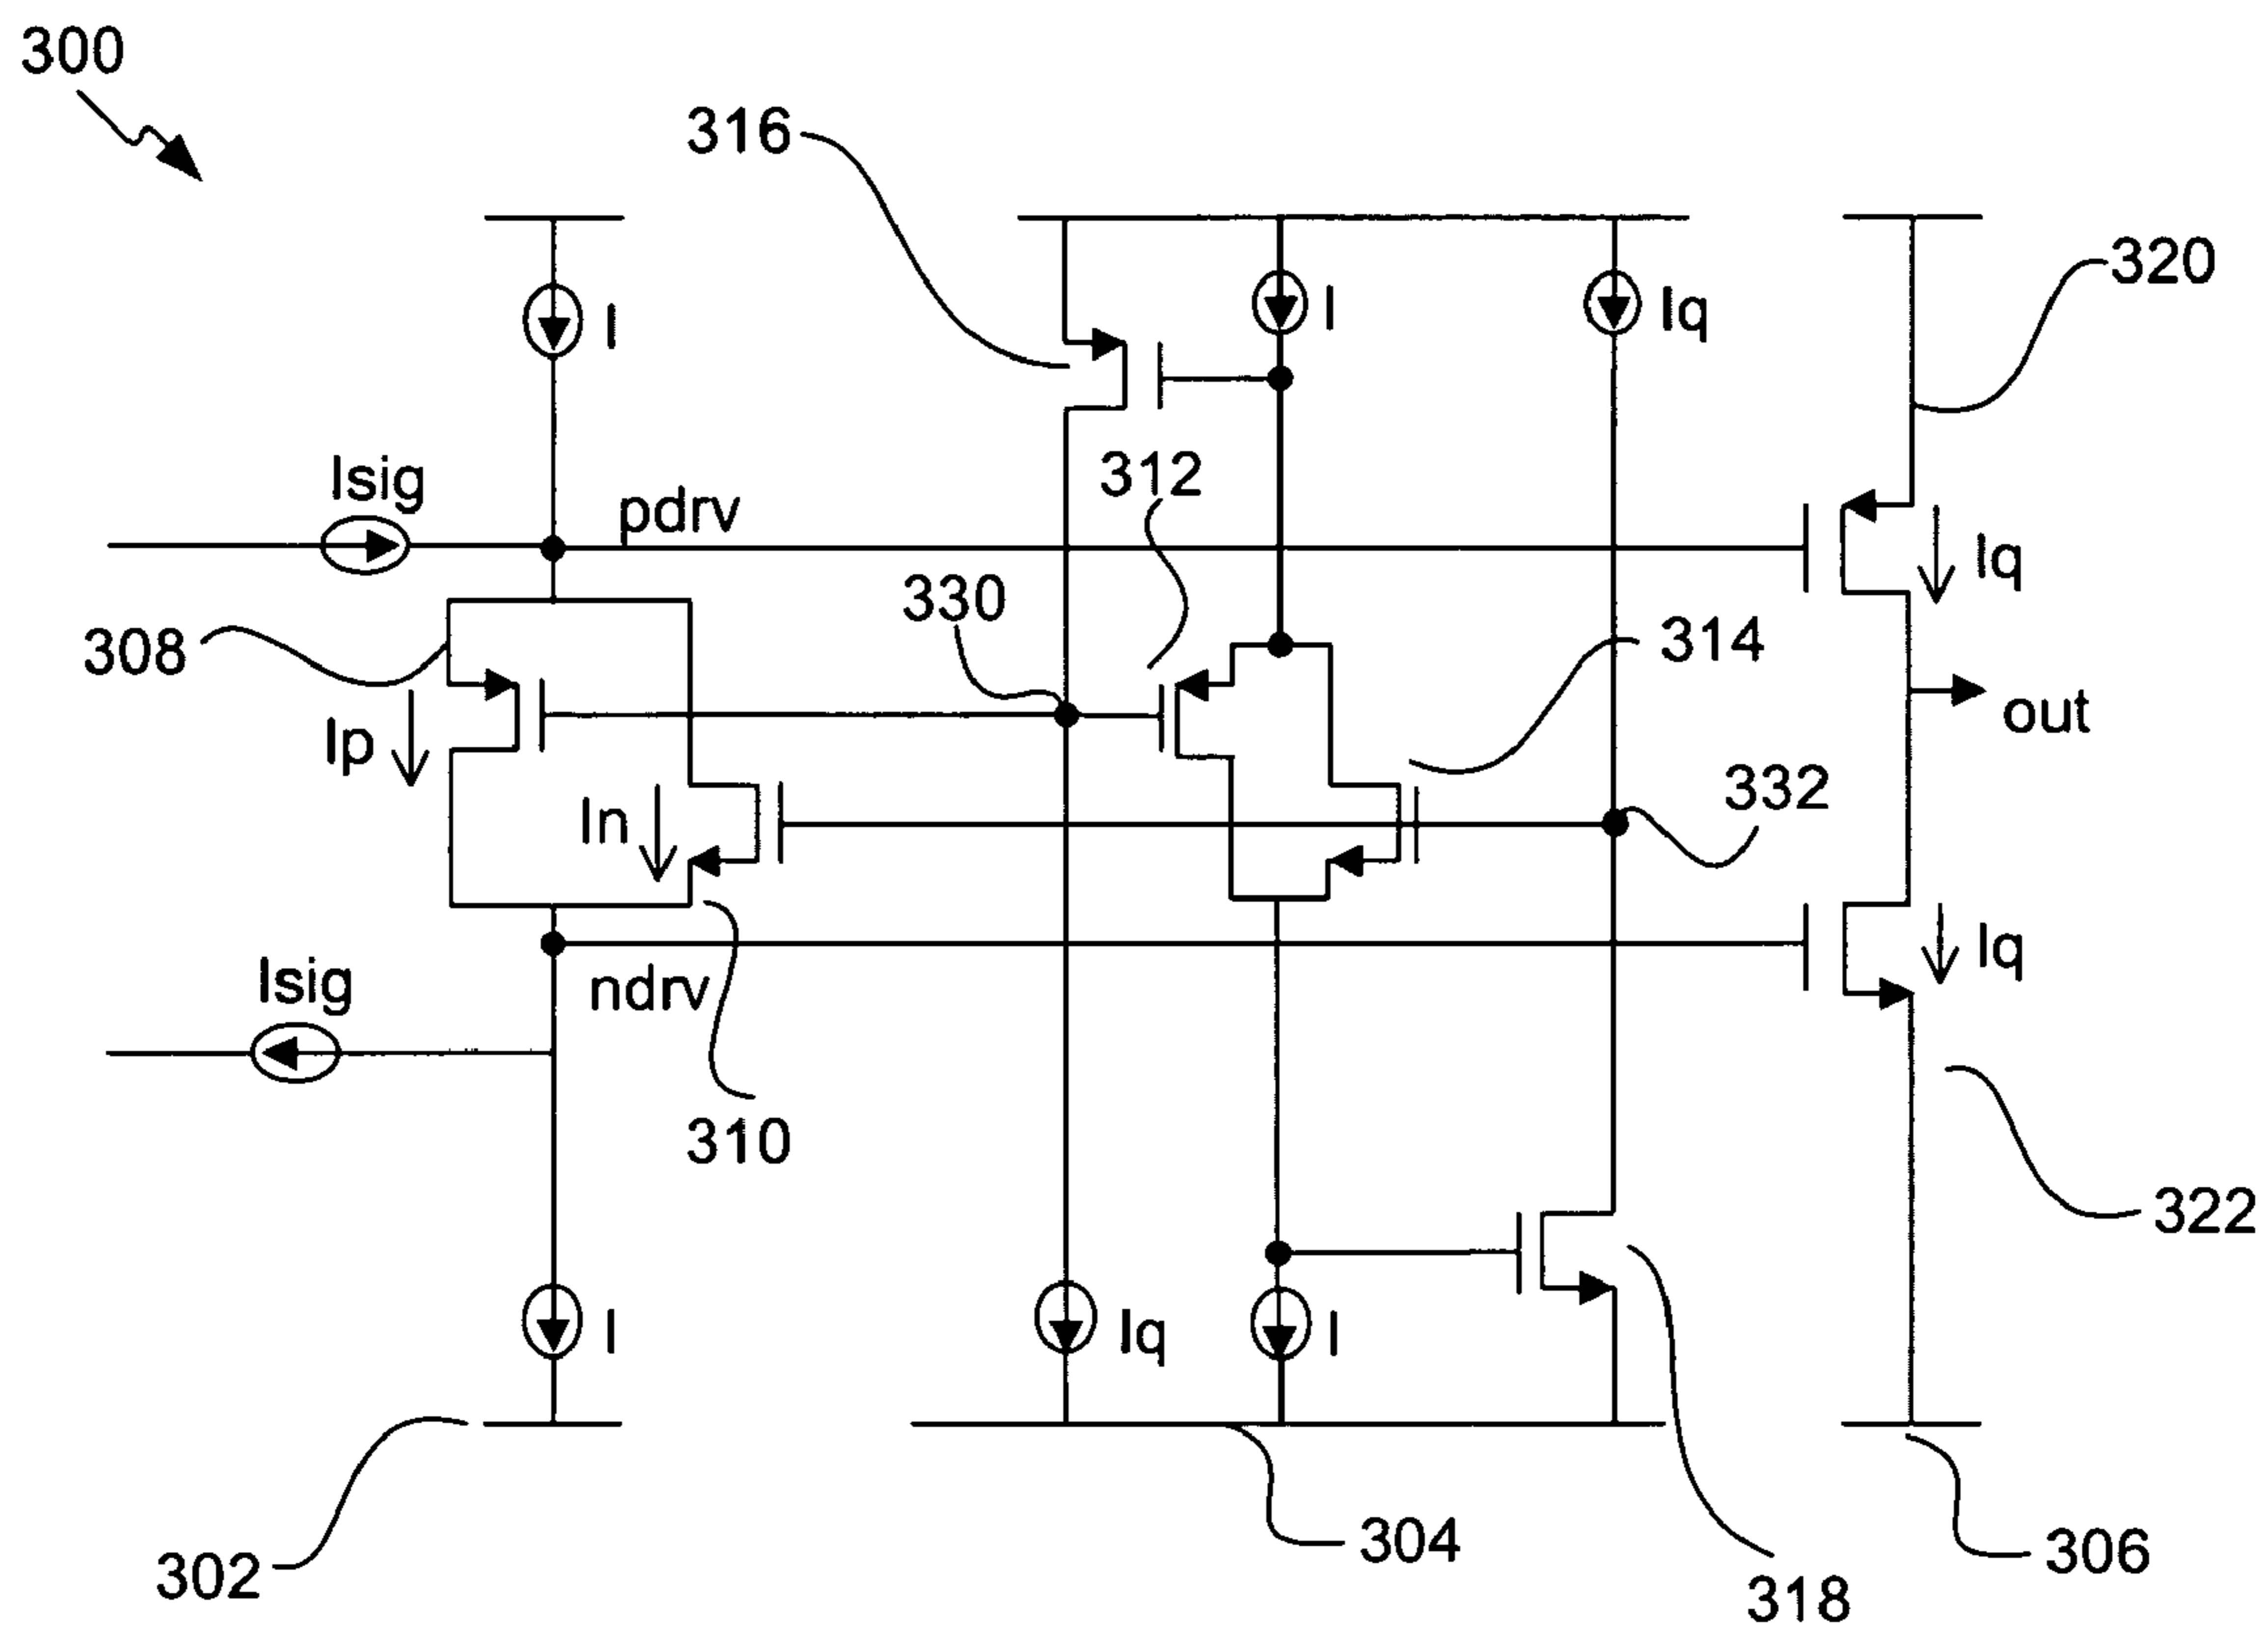 300
316
320
I
I
Iq
Isig
pdrv
312
Iq
330
308
314
Ip
out
In
332
Isig
ndrv
Iq
310
322
I
Iq
I
302
304
306
318